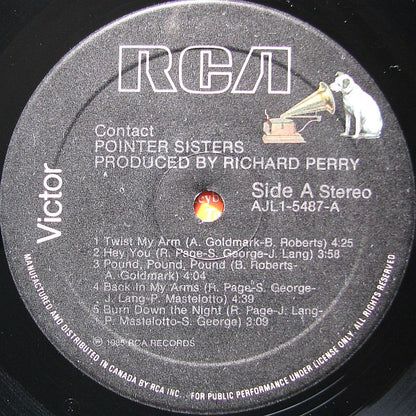 RCA
Victor
Contact
POINTER SISTERS
PRODUCED BY RICHARD PERRY
Side A Stereo
AJL1-5487-A
1 Twist My Arm (A. Goldmark-B. Roberts) 4:25
2 Hey You (R. Page-S. George-J. Lang) 3:58
3 Pound, Pound, Pound (B. Roberts-
A. Goldmark) 4:04
4 Back In My Arms (R. Page-S. George-
J. Lang-P. Mastelotto) 4:39
5 Burn Down the Night (R. Page-J. Lang-
P. Mastelotto-S. George) 3:09
℗ 1985 RCA RECORDS
MANUFACTURED AND DISTRIBUTED IN CANADA BY RCA INC... FOR PUBLIC PERFORMANCE UNDER LICENSE ONLY. ALL RIGHTS RESERVED